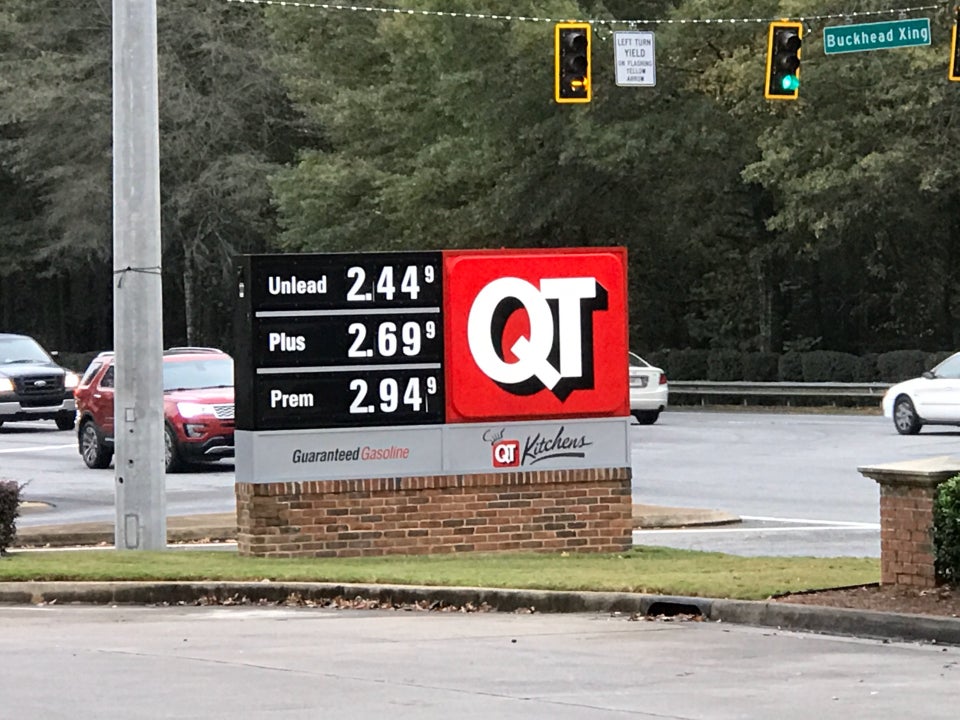 LEFT TURN
YIELD
ON FLASHING
YELLOW
ARROW
Buckhead Xing
Unlead 2.44 9
Plus 2.69 9
Prem 2.94 9
QT
Guaranteed Gasoline
QT Kitchens